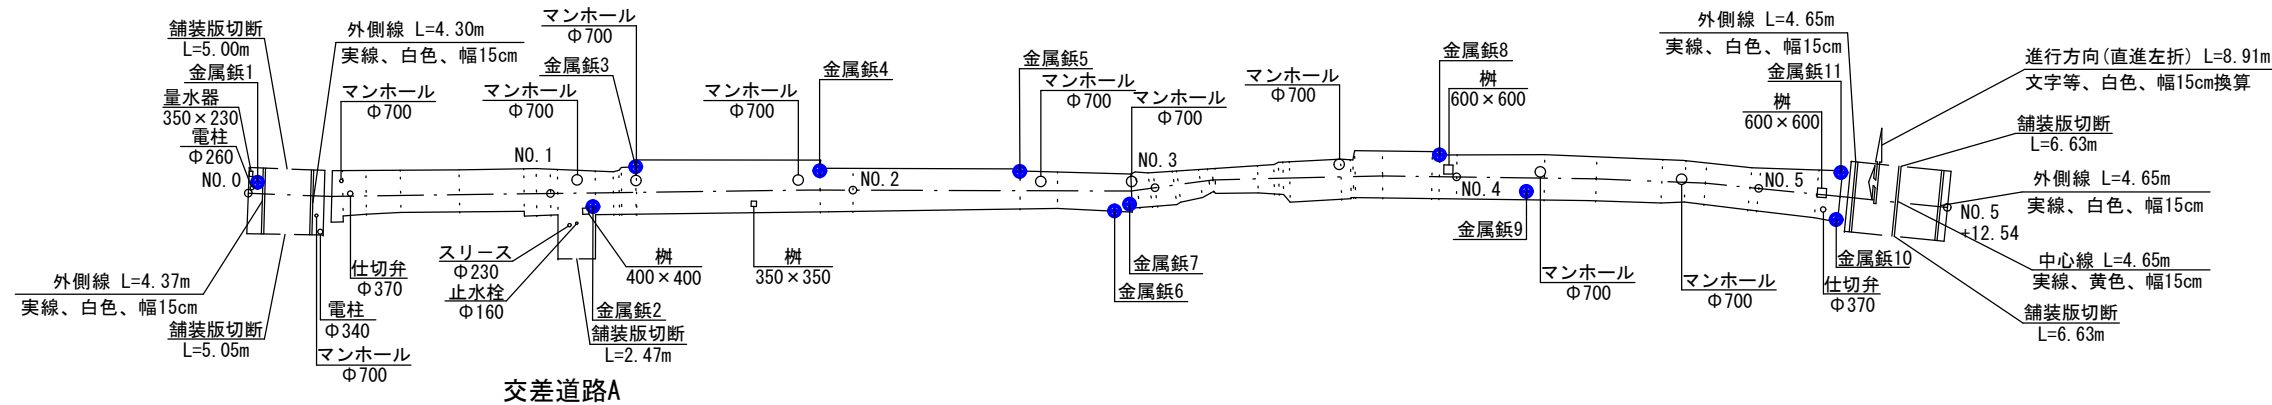 舗装版切断
L=5.00m
金属鋲1
量水器
350×230
電柱
Φ260
NO.0
外側線 L=4.30m
実線、白色、幅15cm
マンホール
Φ700
マンホール
Φ700
NO.1
マンホール
Φ700
金属鋲3
マンホール
Φ700
金属鋲4
NO.2
金属鋲5
マンホール
Φ700
マンホール
Φ700
NO.3
マンホール
Φ700
金属鋲8
桝
600×600
NO.4
外側線 L=4.65m
実線、白色、幅15cm
金属鋲11
桝
600×600
NO.5
進行方向(直進左折) L=8.91m
文字等、白色、幅15cm換算
舗装版切断
L=6.63m
外側線 L=4.65m
実線、白色、幅15cm
NO.5
+12.54
中心線 L=4.65m
実線、黄色、幅15cm
舗装版切断
L=6.63m
外側線 L=4.37m
実線、白色、幅15cm
舗装版切断
L=5.05m
仕切弁
Φ370
電柱
Φ340
マンホール
Φ700
スリース
Φ230
止水栓
Φ160
桝
400×400
金属鋲2
舗装版切断
L=2.47m
桝
350×350
金属鋲7
金属鋲6
金属鋲9
マンホール
Φ700
マンホール
Φ700
金属鋲10
仕切弁
Φ370
交差道路A